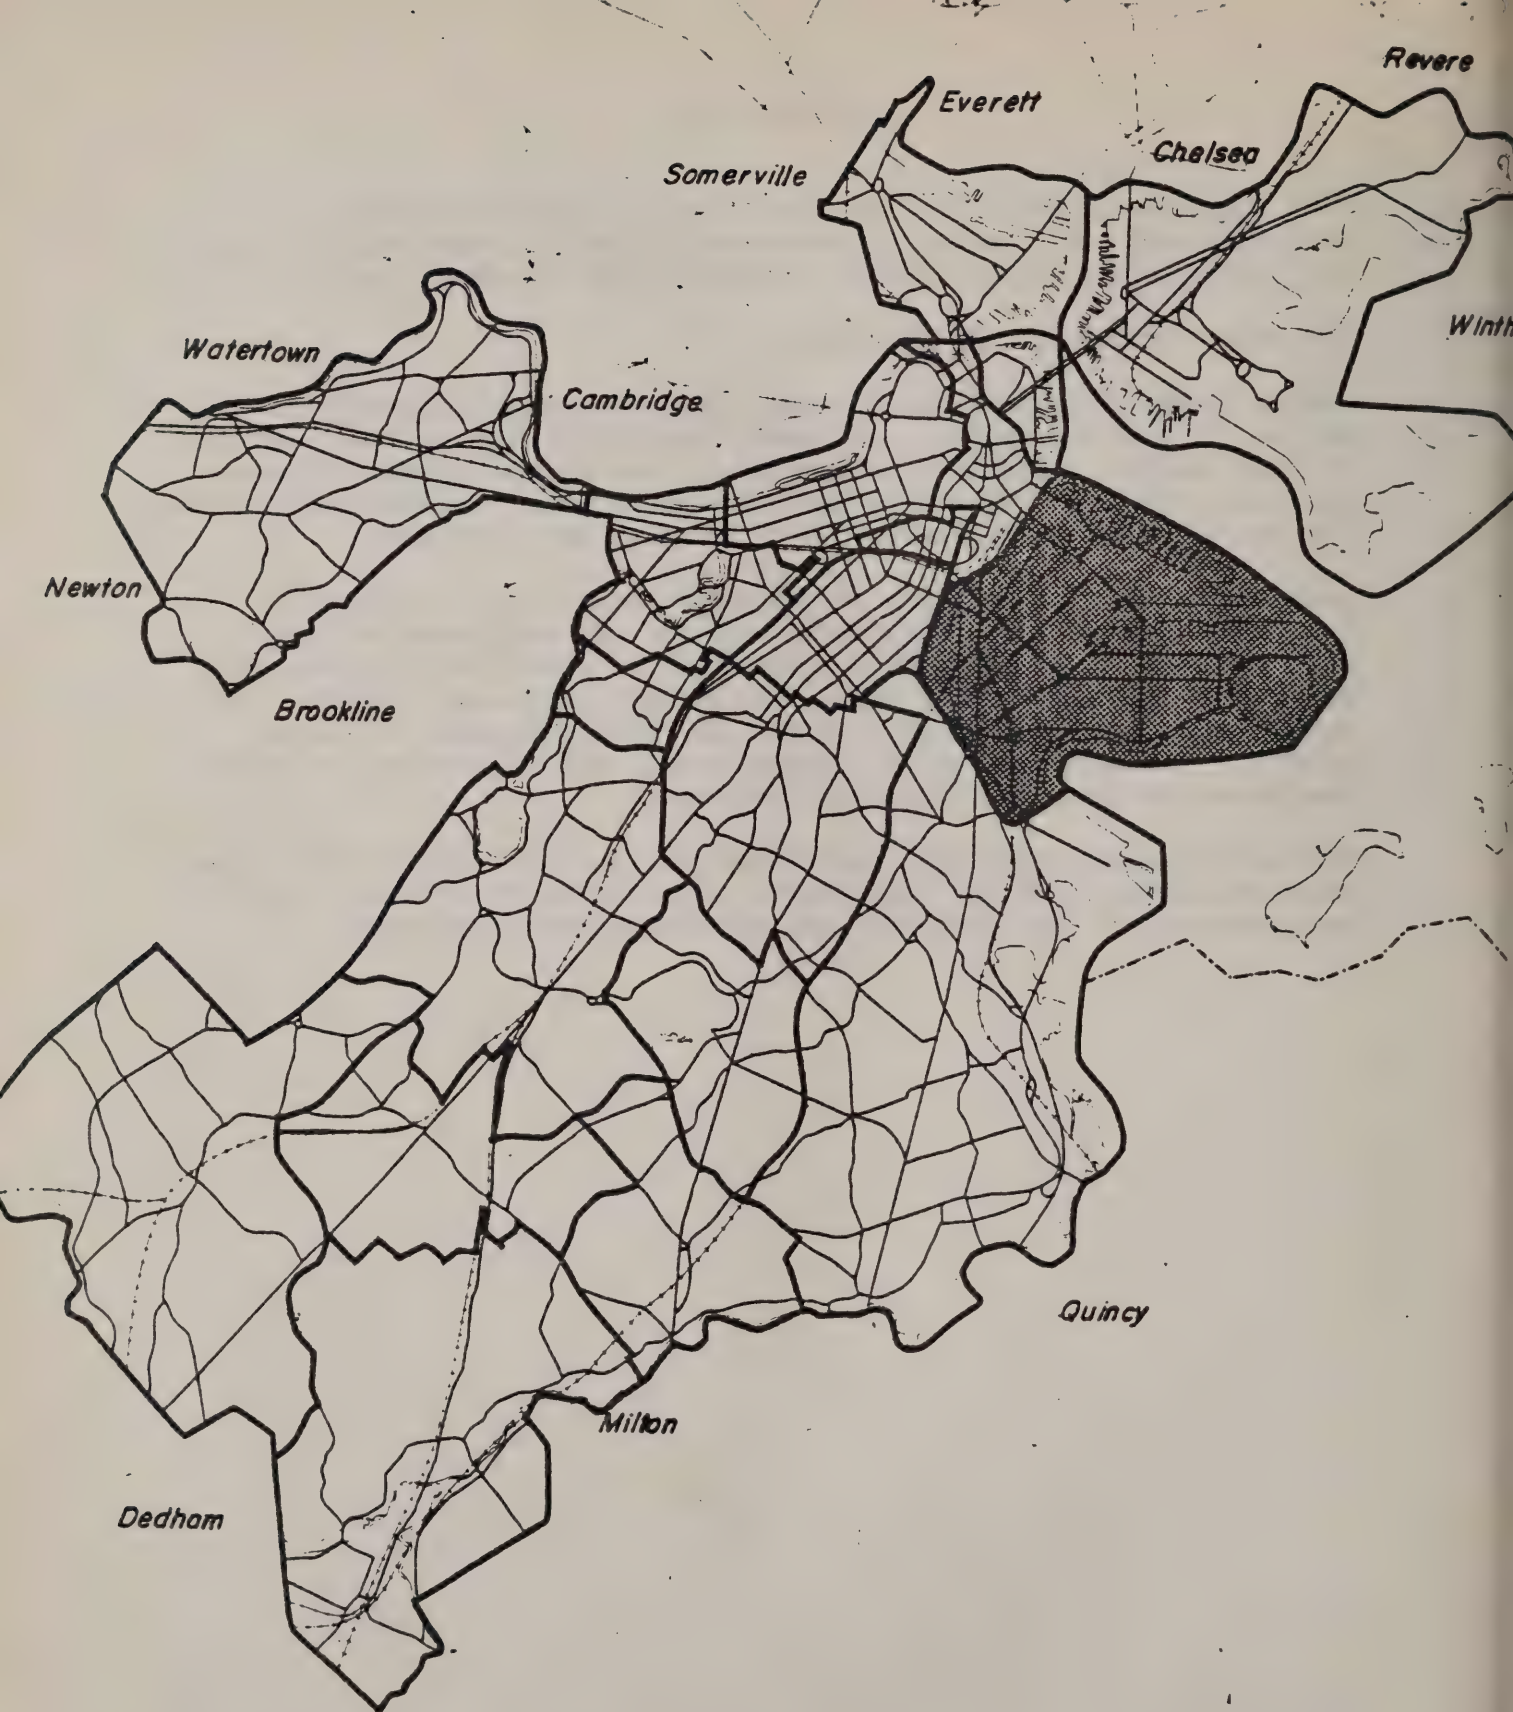 Revere
Everett
Chelsea
Somerville
Winth
Watertown
Cambridge
Newton
Brookline
Quincy
Milton
Dedham